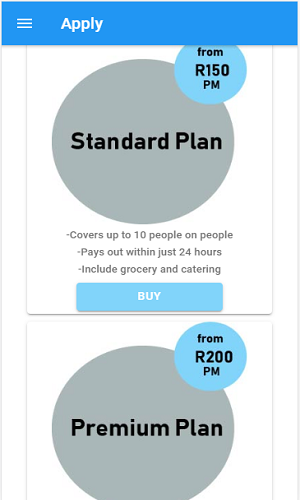 Apply
from
R150
PM
Standard Plan
-Covers up to 10 people on people
-Pays out within just 24 hours
-Include grocery and catering
BUY
from
R200
PM
Premium Plan